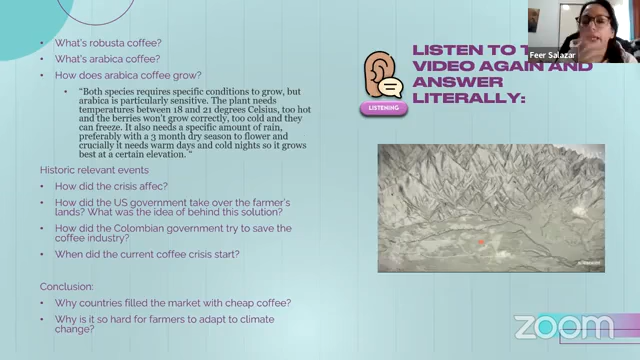 • What's robusta coffee?
• What's arabica coffee?
• How does arabica coffee grow?
• "Both species requires specific conditions to grow, but
arabica is particularly sensitive. The plant needs
temperatures between 18 and 21 degrees Celsius, too hot
and the berries won't grow correctly, too cold and they
can freeze. It also needs a specific amount of rain,
preferably with a 3 month dry season to flower and
crucially it needs warm days and cold nights so it grows
best at a certain elevation. "
Historic relevant events
• How did the crisis affec?
• How did the US government take over the farmer's
lands? What was the idea of behind this solution?
• How did the Colombian government try to save the
coffee industry?
• When did the current coffee crisis start?
Conclusion:
• Why countries filled the market with cheap coffee?
• Why is it so hard for farmers to adapt to climate
change?
LISTENING
LISTEN TO T
VIDEO AGAIN AND
ANSWER
LITERALLY:
Feer Salazar
zoom